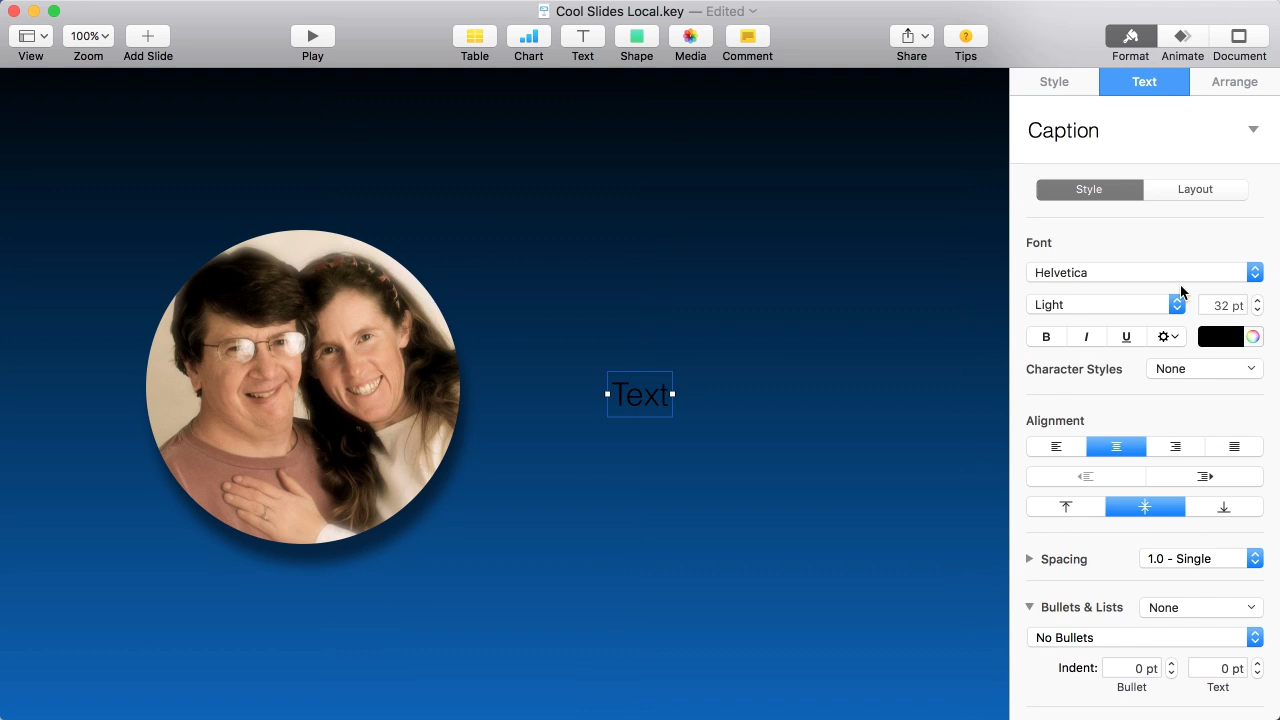 Cool Slides Local.key — Edited
100%
View
Zoom
Add Slide
Play
Table
Chart
Text
Shape
Media
Comment
Share
Tips
Format
Animate
Document
Style
Text
Arrange
Caption
Style
Layout
Font
Helvetica
Light
32 pt
B
I
U
Character Styles
None
Text
Alignment
Spacing
1.0 - Single
Bullets & Lists
None
No Bullets
Indent:
0 pt
0 pt
Bullet
Text